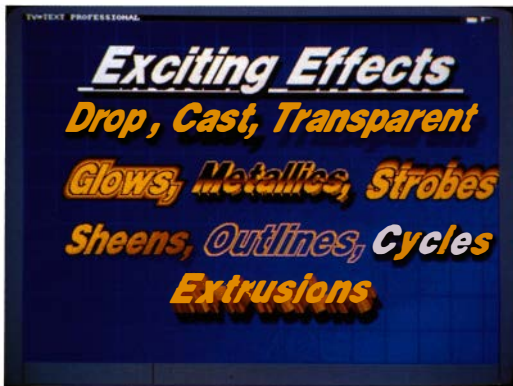 TV*TEXT PROFESSIONAL
Exciting Effects
Drop, Cast, Transparent
Glows, Metallics, Strobes
Sheens, Outlines, Cycles
Extrusions